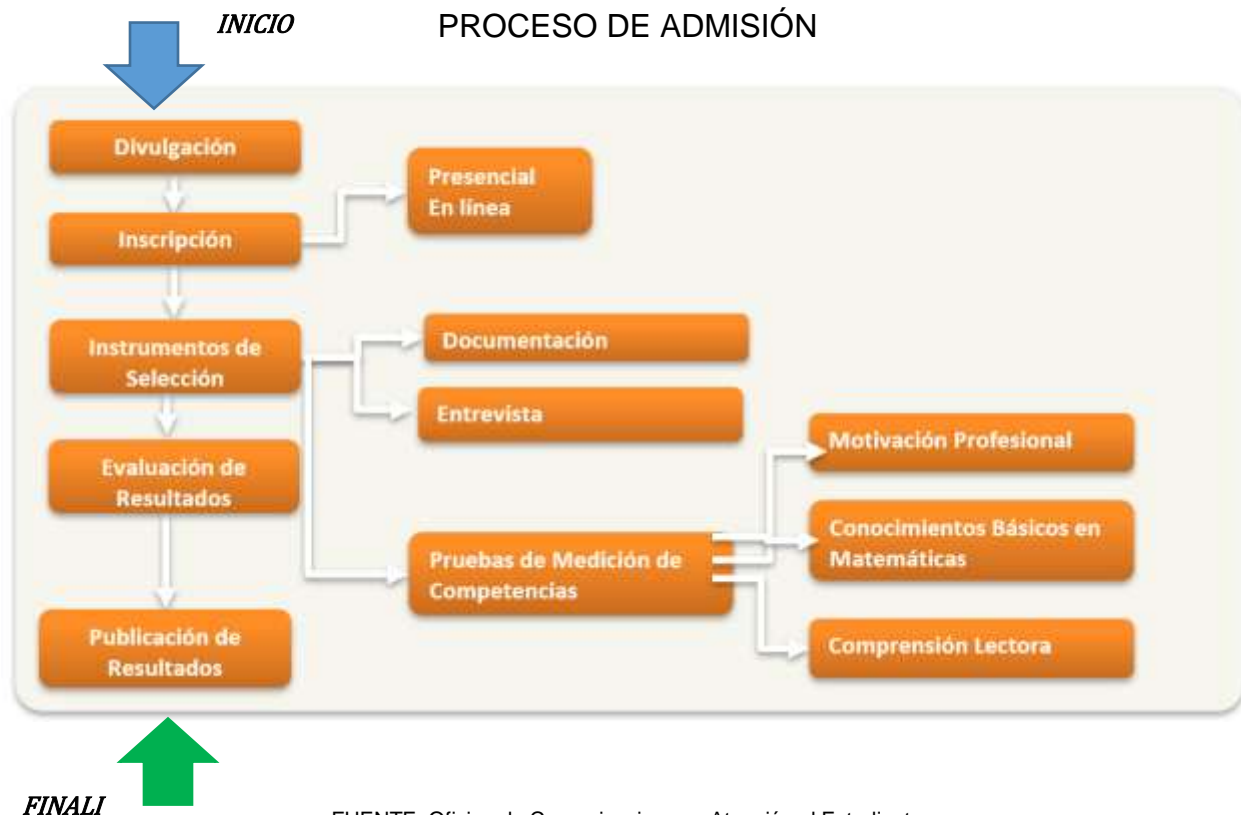 INICIO
PROCESO DE ADMISIÓN
Divulgación
Presencial
En línea
Inscripción
Instrumentos de
Selección
Documentación
Entrevista
Evaluación de
Resultados
Motivación Profesional
Conocimientos Básicos en
Matemáticas
Pruebas de Medición de
Competencias
Comprensión Lectora
Publicación de
Resultados
FINALI